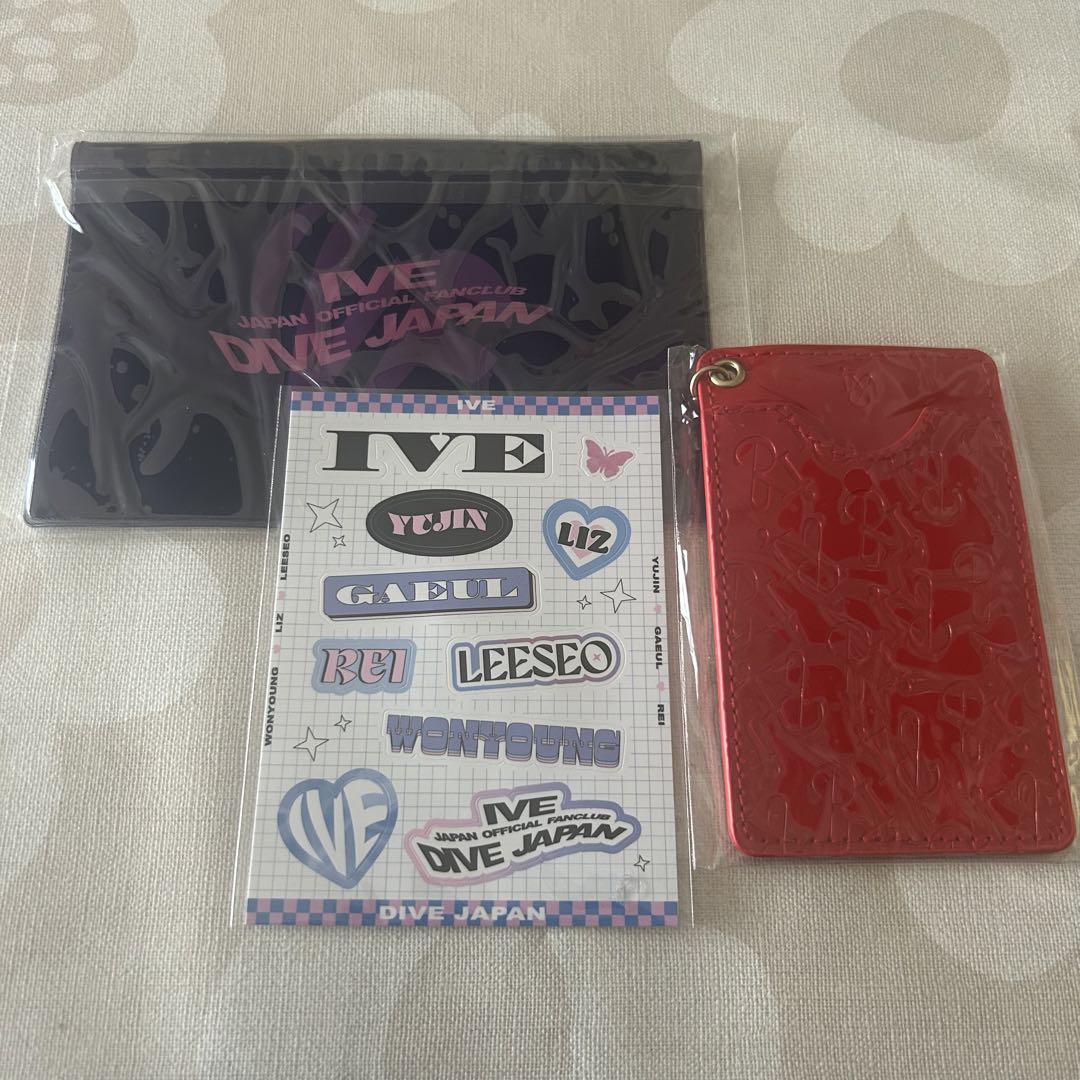 IVE
JAPAN OFFICIAL FANCLUB
DIVE JAPAN
IVE
IVE
YUJIN
LIZ
GAEUL
REI
LEESEO
WONYOUNG
IVE
IVE
JAPAN OFFICIAL FANCLUB
DIVE JAPAN
DIVE JAPAN
WONYOUNG LIZ LEESEO
YUJIN GAEUL REI